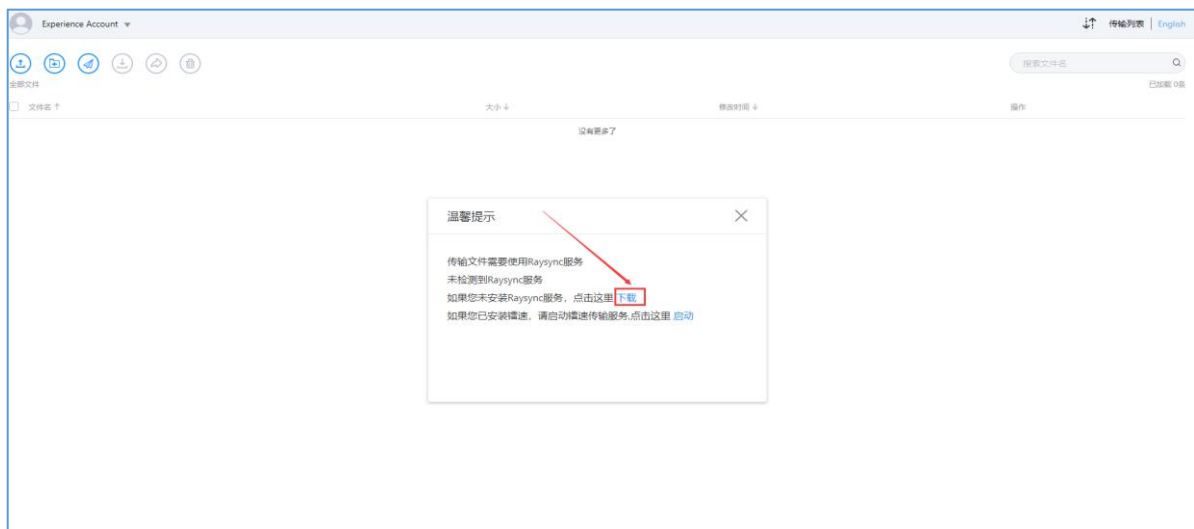 Experience Account
传输列表 | English
搜索文件名
全部文件
已加载 0条
文件名 大小 修改时间 操作
没有更多了
温馨提示
传输文件需要使用Raysync服务
未检测到Raysync服务
如果您未安装Raysync服务，点击这里 下载
如果您已安装镭速，请启动镭速传输服务.点击这里 启动